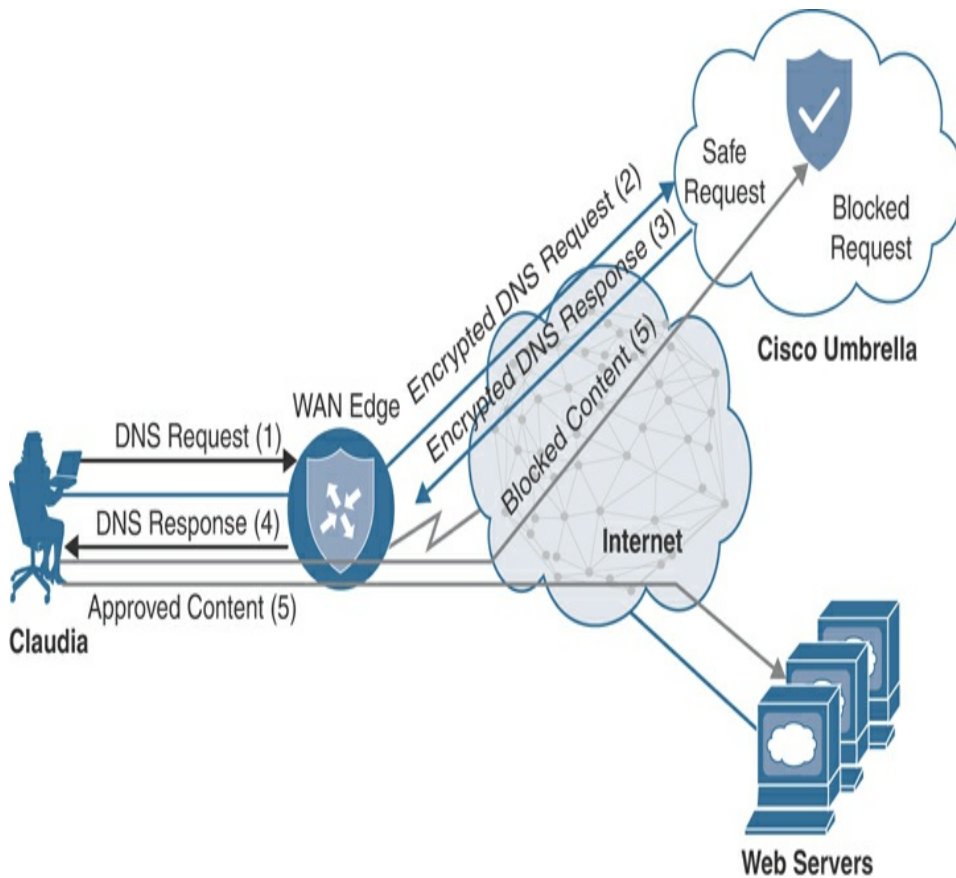 Safe
Request
Blocked
Request
Cisco Umbrella
Encrypted DNS Request (2)
Encrypted DNS Response (3)
Blocked Content (5)
WAN Edge
DNS Request (1)
DNS Response (4)
Internet
Approved Content (5)
Claudia
Web Servers